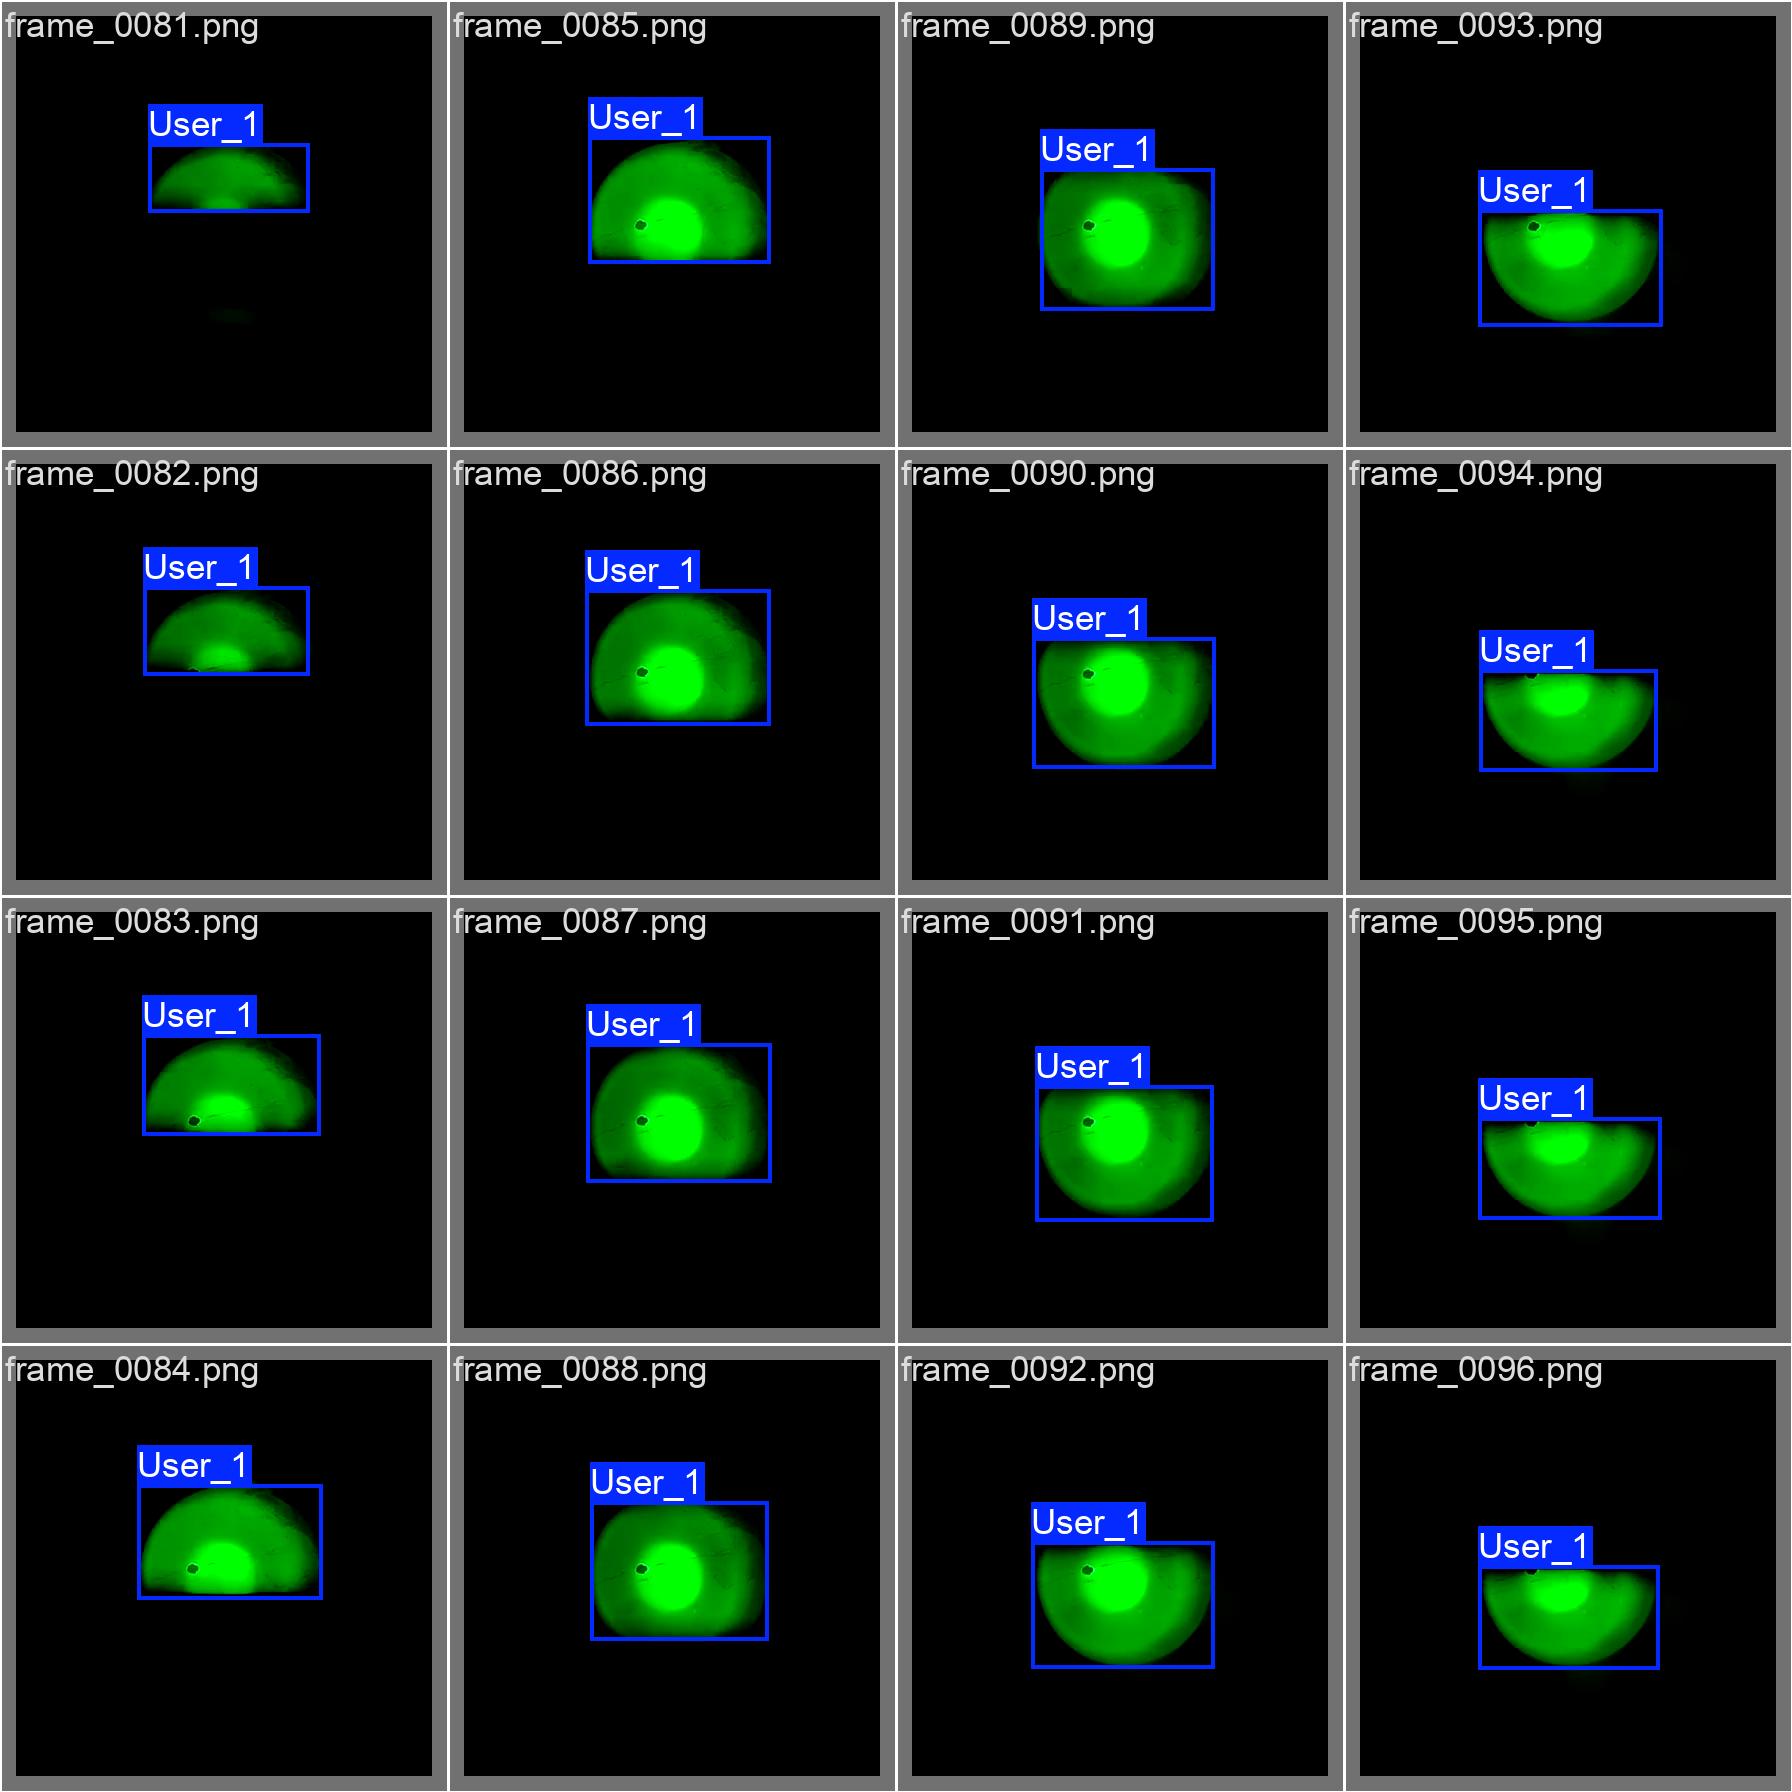 frame_0081.png
User_1
frame_0085.png
User_1
frame_0089.png
User_1
frame_0093.png
User_1
frame_0082.png
User_1
frame_0086.png
User_1
frame_0090.png
User_1
frame_0094.png
User_1
frame_0083.png
User_1
frame_0087.png
User_1
frame_0091.png
User_1
frame_0095.png
User_1
frame_0084.png
User_1
frame_0088.png
User_1
frame_0092.png
User_1
frame_0096.png
User_1